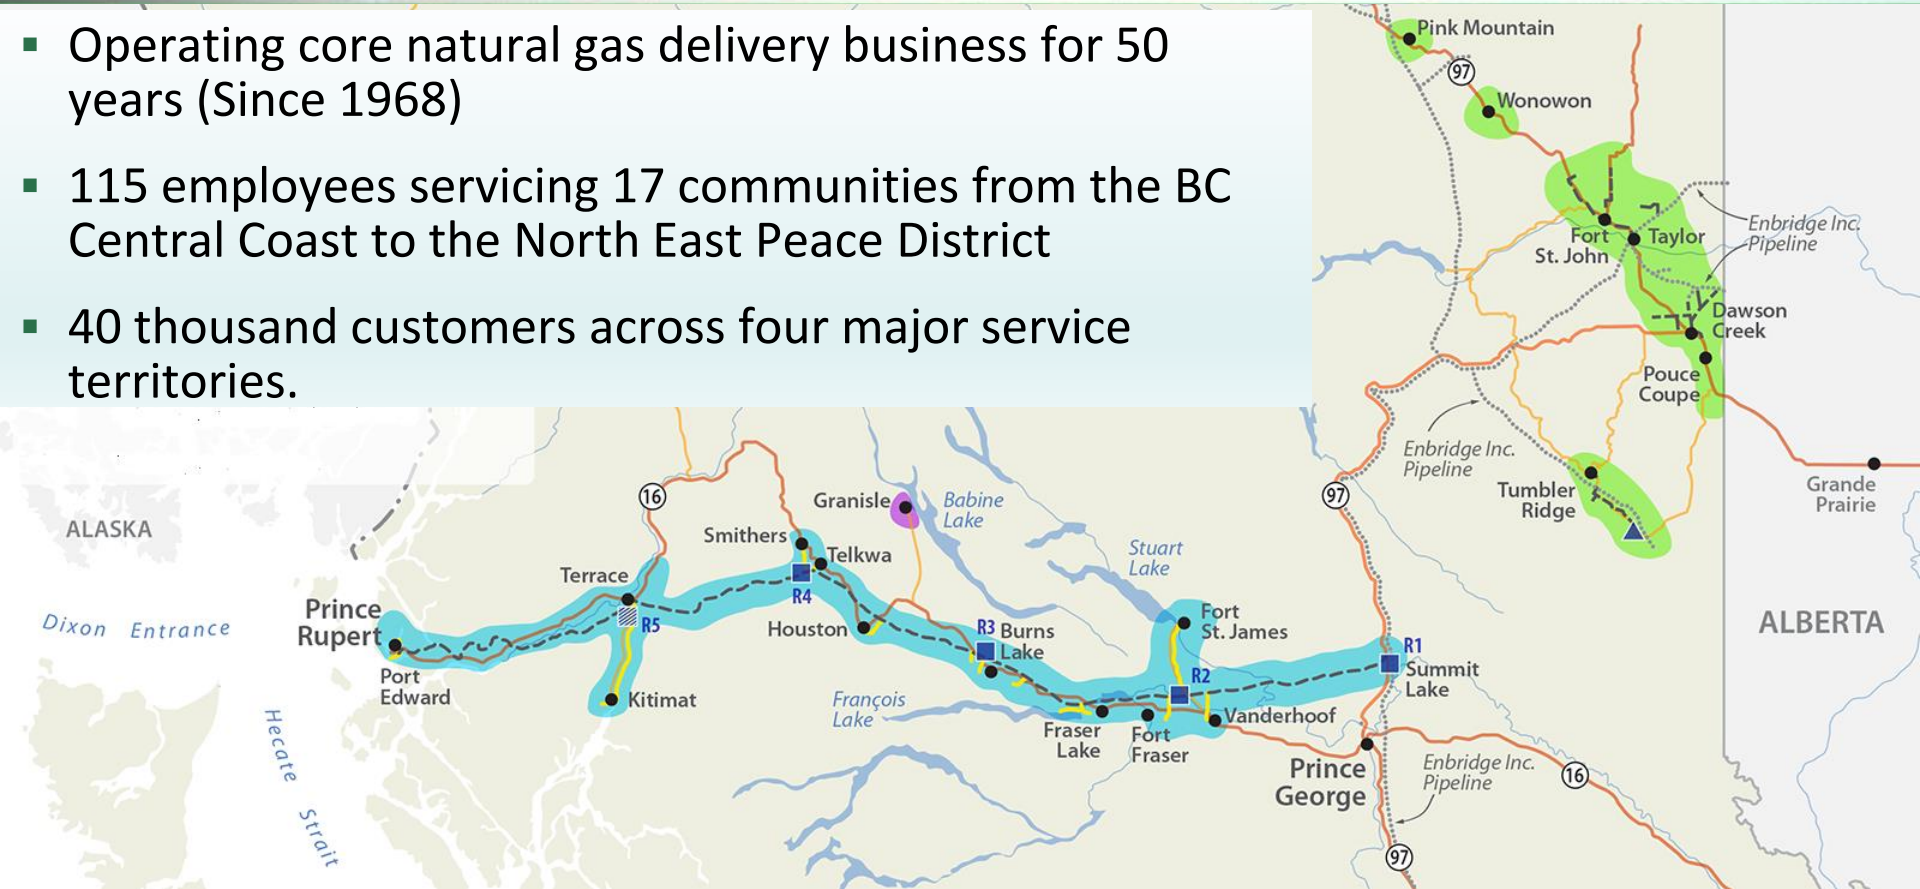 ▪ Operating core natural gas delivery business for 50
years (Since 1968)
▪ 115 employees servicing 17 communities from the BC
Central Coast to the North East Peace District
▪ 40 thousand customers across four major service
territories.
Pink Mountain
97
Wonowon
Enbridge Inc.
Pipeline
Fort
St. John
Taylor
Dawson
Creek
Pouce
Coupe
Enbridge Inc.
Pipeline
Tumbler
Ridge
Grande
Prairie
97
16
ALASKA
Granisle
Babine
Lake
Smithers
Telkwa
Stuart
Lake
Terrace
R4
Prince
Rupert
Dixon Entrance
R5
Houston
R3
Burns
Lake
Fort
St. James
ALBERTA
R1
Summit
Lake
R2
Port
Edward
Kitimat
François
Lake
Vanderhoof
Fraser
Lake
Fort
Fraser
Hecate Strait
Prince
George
Enbridge Inc.
Pipeline
16
97